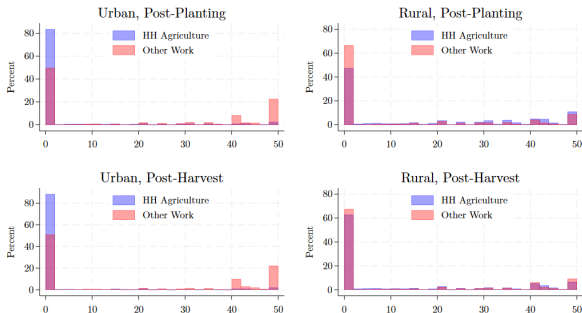 Urban, Post-Planting
HH Agriculture
Other Work
Percent
80
60
40
20
0
0 10 20 30 40 50
Rural, Post-Planting
HH Agriculture
Other Work
Percent
80
60
40
20
0
0 10 20 30 40 50
Urban, Post-Harvest
HH Agriculture
Other Work
Percent
80
60
40
20
0
0 10 20 30 40 50
Rural, Post-Harvest
HH Agriculture
Other Work
Percent
80
60
40
20
0
0 10 20 30 40 50